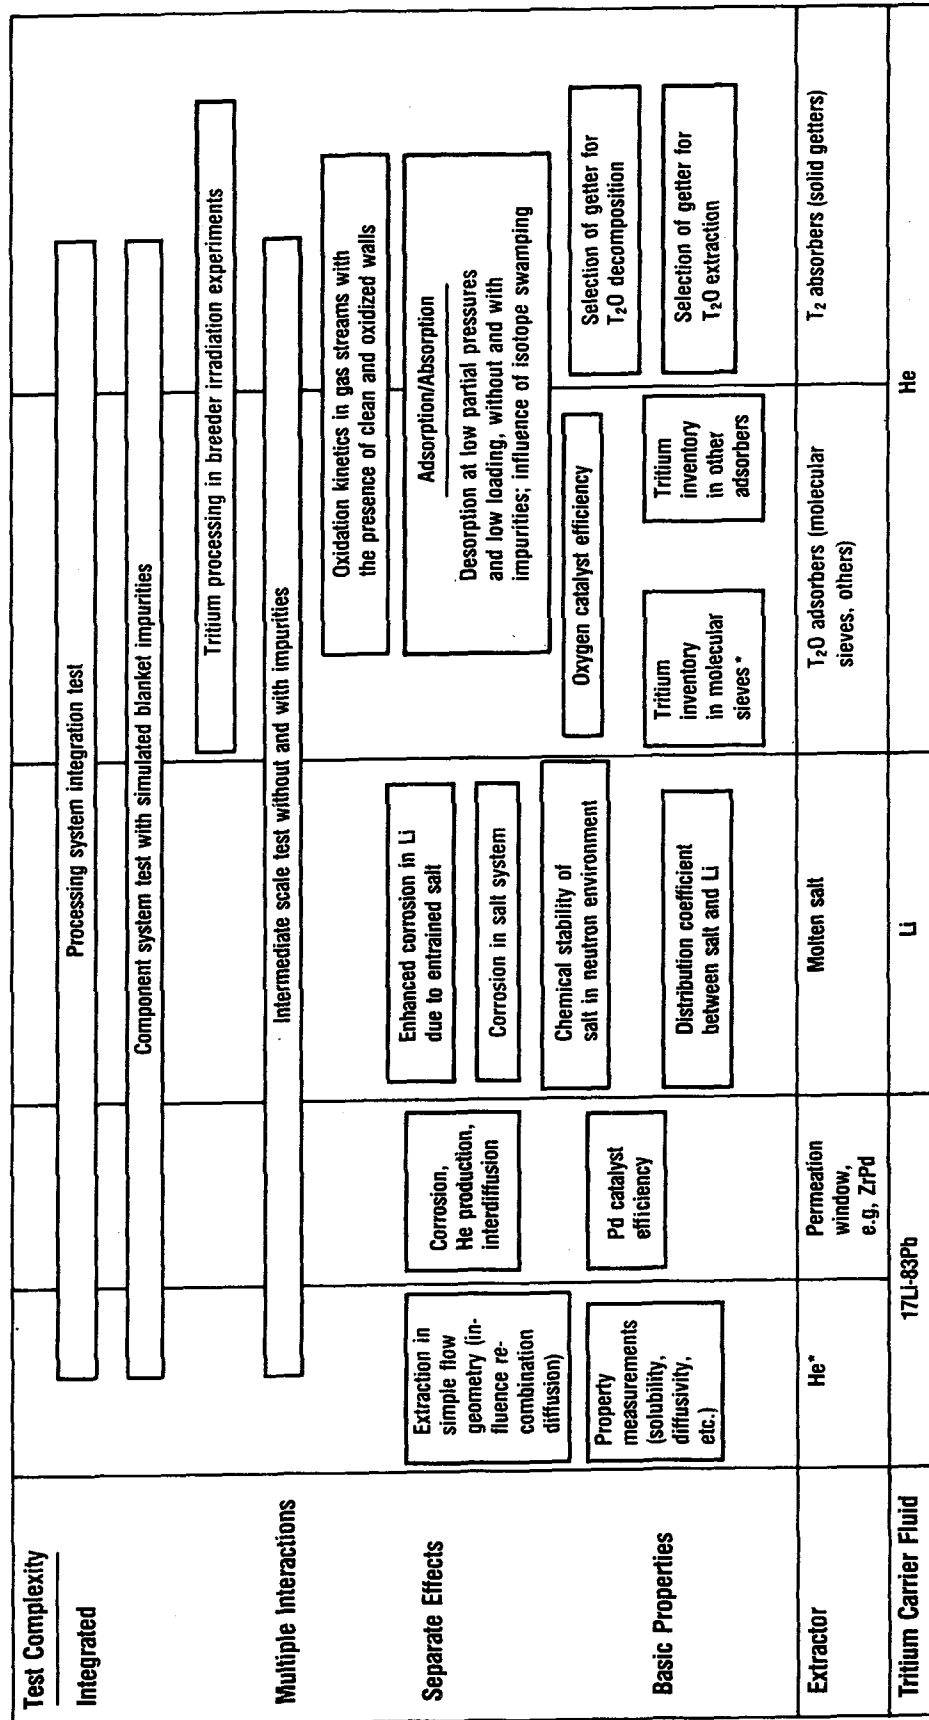 Test Complexity
Integrated
Processing system integration test
Component system test with simulated blanket impurities
Tritium processing in breeder irradiation experiments
Multiple Interactions
Intermediate scale test without and with impurities
Separate Effects
Extraction in
simple flow
geometry (in-
fluence re-
combination
diffusion)
Corrosion,
He production,
interdiffusion
Enhanced corrosion in Li
due to entrained salt
Corrosion in salt system
Chemical stability of
salt in neutron environment
Oxidation kinetics in gas streams with
the presence of clean and oxidized walls
Adsorption/Absorption
Desorption at low partial pressures
and low loading, without and with
impurities; influence of isotope swamping
Oxygen catalyst efficiency
Basic Properties
Property
measurements
(solubility,
diffusivity,
etc.)
Pd catalyst
efficiency
Distribution coefficient
between salt and Li
Tritium
inventory
in molecular
sieves*
Tritium
inventory
in other
adsorbers
Selection of getter for
T₂O decomposition
Selection of getter for
T₂O extraction
Extractor
He*
Permeation
window,
e.g, ZrPd
Molten salt
T₂O adsorbers (molecular
sieves, others)
T₂ absorbers (solid getters)
Tritium Carrier Fluid
17Li-83Pb
Li
He